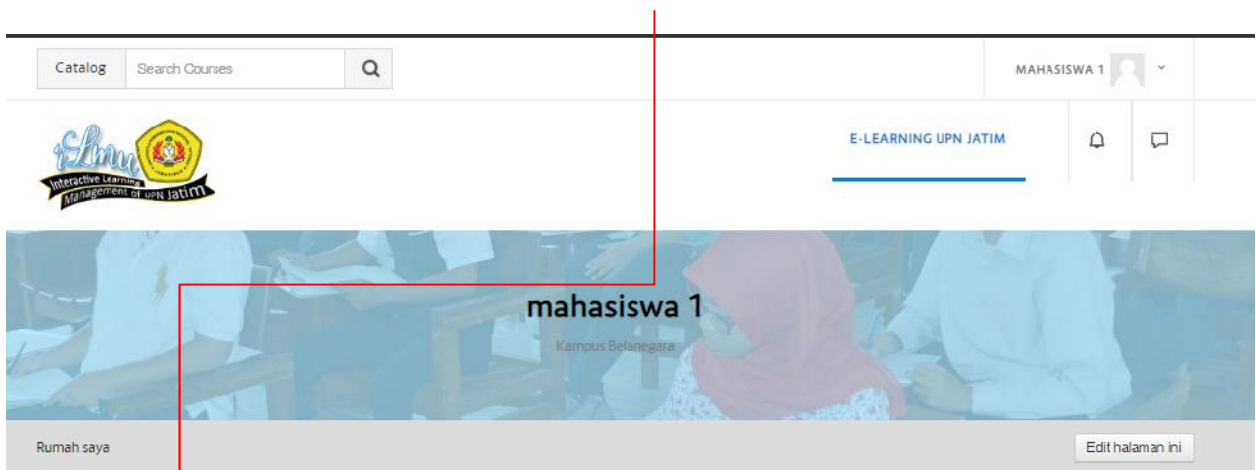 Catalog Search Courses MAHASISWA 1
E-LEARNING UPN JATIM
eLmu
Interactive Learning
Management of UPN Jatim
mahasiswa 1
Kampus Belanegara
Rumah saya Edit halaman ini